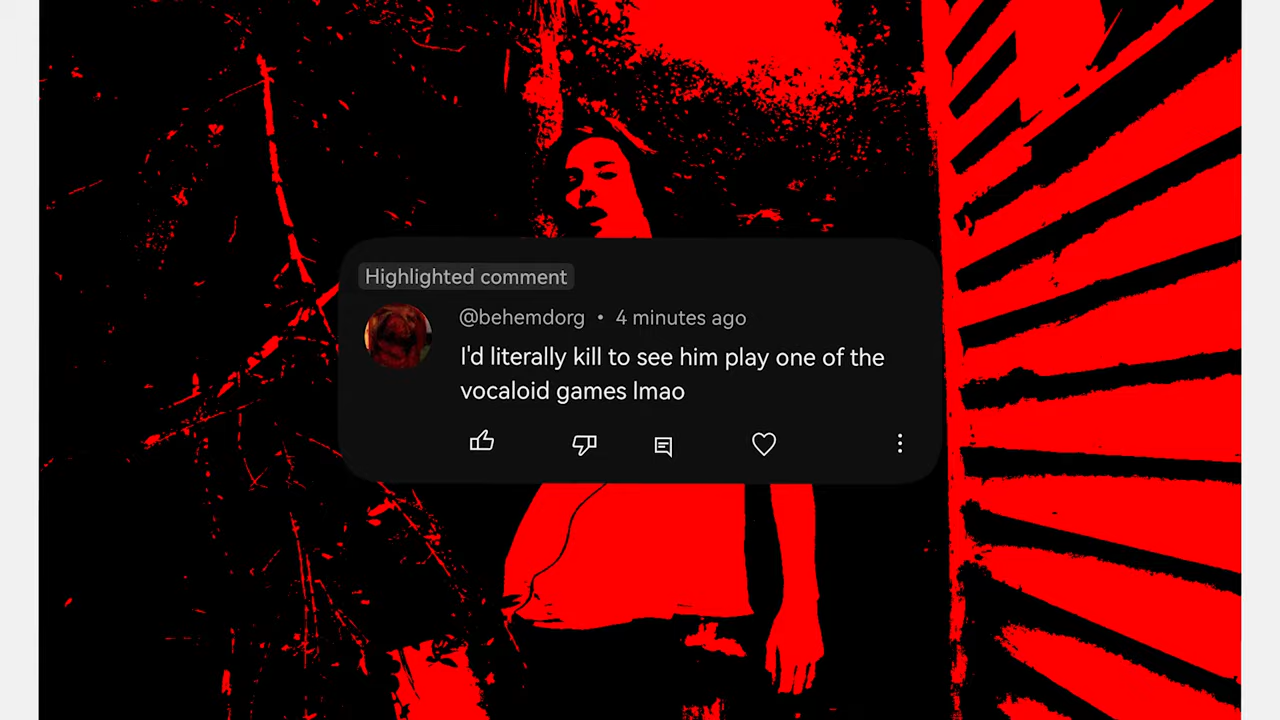 Highlighted comment
@behemdorg • 4 minutes ago
I'd literally kill to see him play one of the
vocaloid games lmao